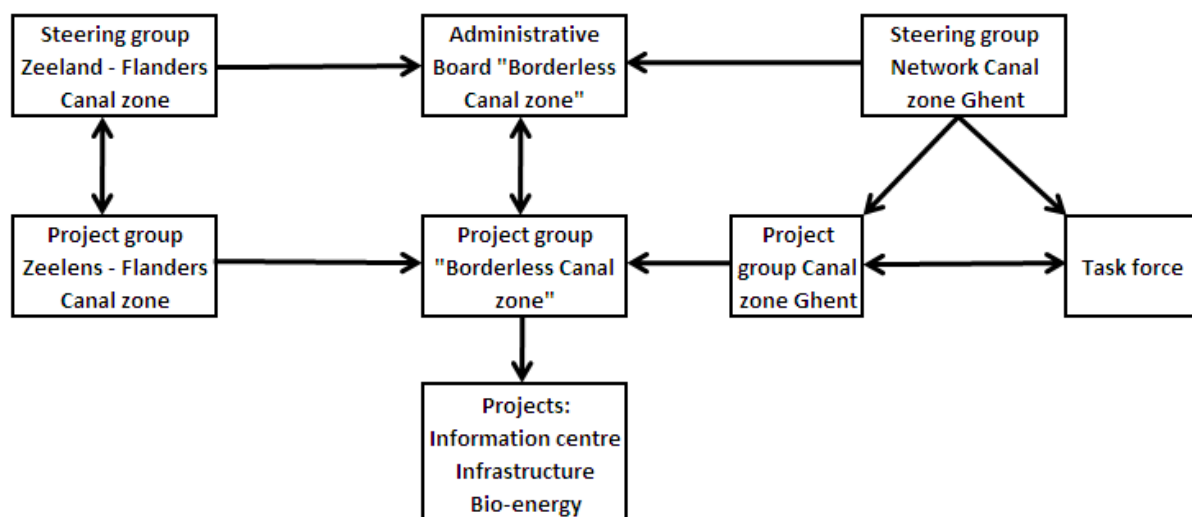 Steering group
Zeeland - Flanders
Canal zone
Administrative
Board "Borderless
Canal zone"
Steering group
Network Canal
zone Ghent
Project group
Zeelens - Flanders
Canal zone
Project group
"Borderless Canal
zone"
Project
group Canal
zone Ghent
Task force
Projects:
Information centre
Infrastructure
Bio-energy